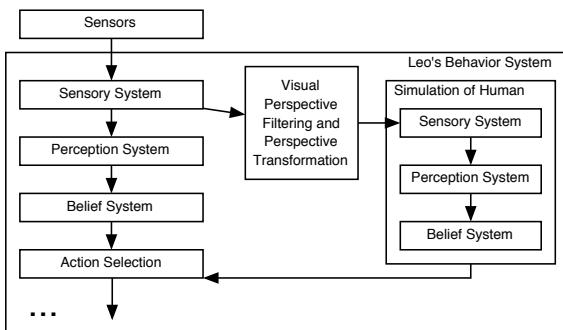 Sensors
Leo's Behavior System
Sensory System
Visual
Perspective
Filtering and
Perspective
Transformation
Simulation of Human
Sensory System
Perception System
Perception System
Belief System
Belief System
Action Selection
...